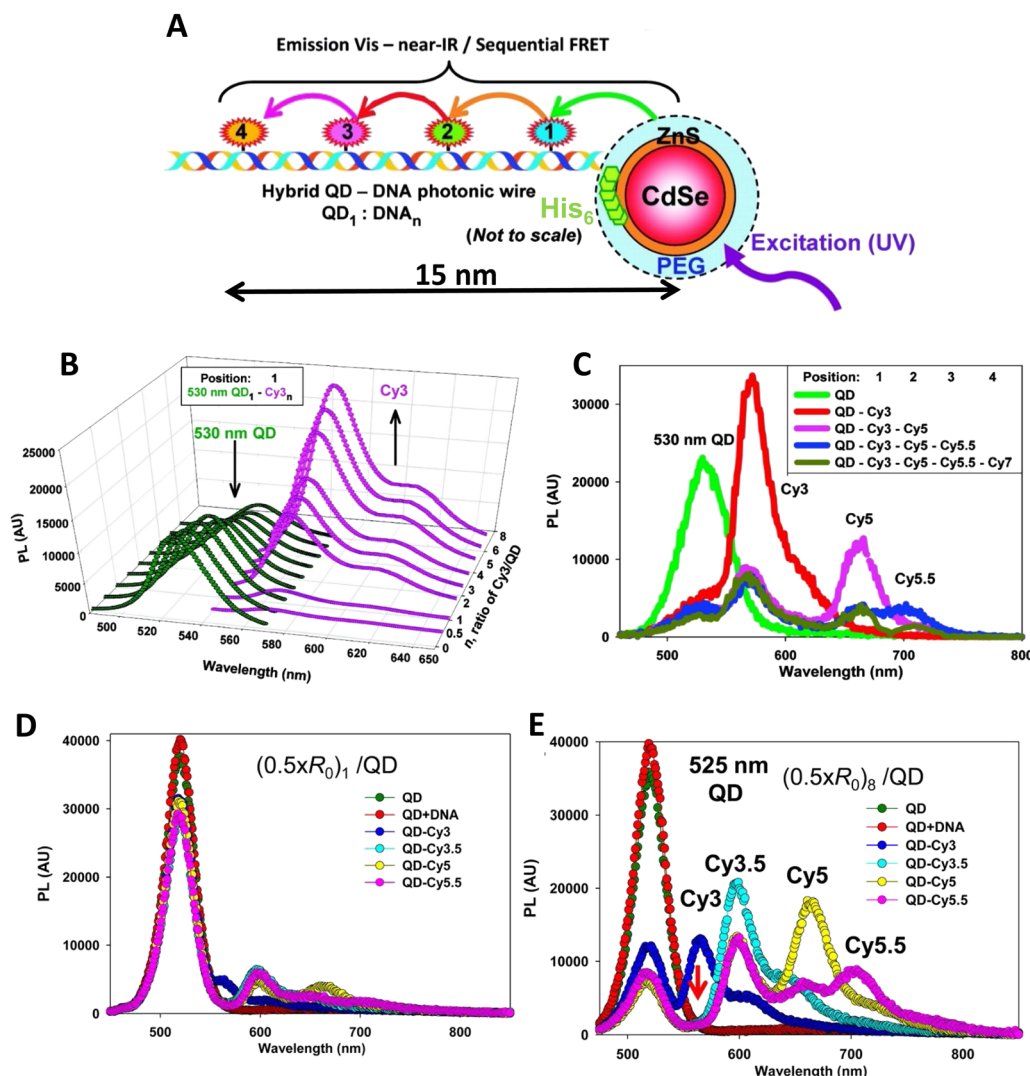 A
Emission Vis – near-IR / Sequential FRET
4
3
2
1
ZnS
CdSe
Hybrid QD – DNA photonic wire
QD1 : DNAn
(Not to scale)
His6
PEG
Excitation (UV)
15 nm
B
Position: 1
530 nm QD1 - Cy3n
530 nm QD
Cy3
PL (AU)
25000
20000
15000
10000
5000
0
500
520
540
560
580
600
620
640
650
Wavelength (nm)
8
6
5
4
3
2
1
0.5
0
n, ratio of Cy3/QD
C
Position: 1 2 3 4
QD
QD - Cy3
QD - Cy3 - Cy5
QD - Cy3 - Cy5 - Cy5.5
QD - Cy3 - Cy5 - Cy5.5 - Cy7
530 nm QD
Cy3
Cy5
Cy5.5
PL (AU)
30000
20000
10000
0
500
600
700
800
Wavelength (nm)
D
(0.5xR0)1 /QD
QD
QD+DNA
QD-Cy3
QD-Cy3.5
QD-Cy5
QD-Cy5.5
PL (AU)
40000
30000
20000
10000
0
500
600
700
800
Wavelength (nm)
E
525 nm
QD
(0.5xR0)8 /QD
QD
QD+DNA
QD-Cy3
QD-Cy3.5
QD-Cy5
QD-Cy5.5
Cy3
Cy3.5
Cy5
Cy5.5
PL (AU)
40000
30000
20000
10000
0
500
600
700
800
Wavelength (nm)